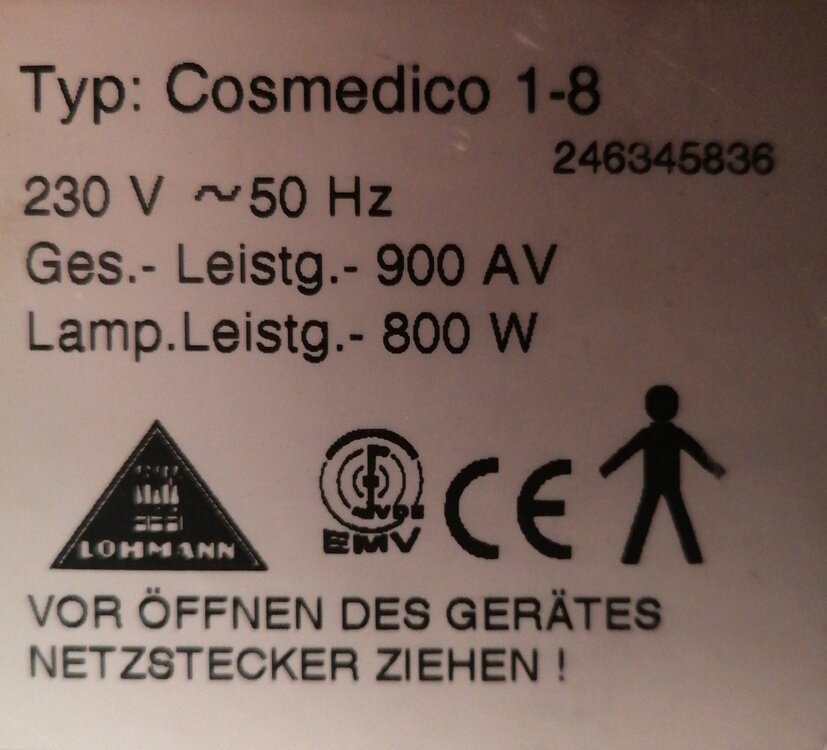 Typ: Cosmedico 1-8
246345836
230 V ~50 Hz
Ges.- Leistg.- 900 AV
Lamp.Leistg.- 800 W
LOHMANN
VDE
EMV
CE
VOR ÖFFNEN DES GERÄTES
NETZSTECKER ZIEHEN !